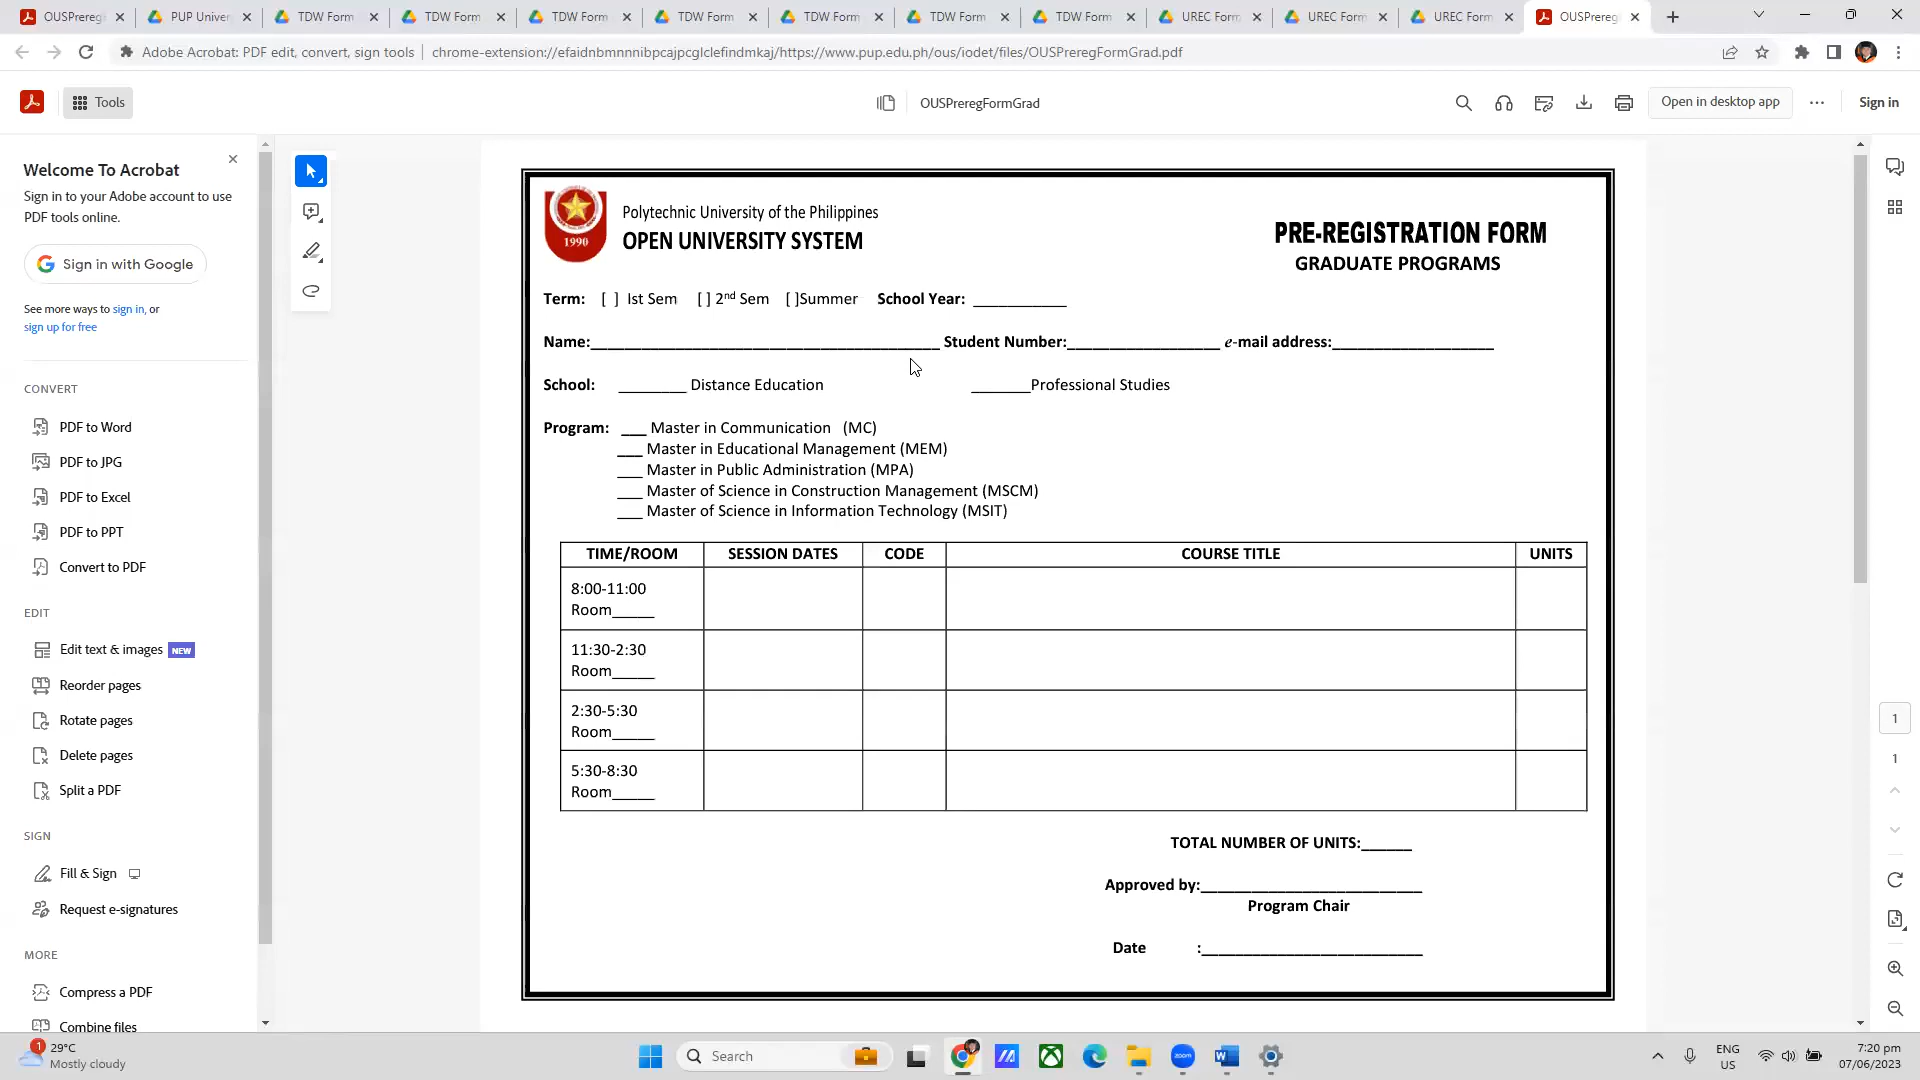 OUSPrereg
PUP Univer
TDW Form
TDW Form
TDW Form
TDW Form
TDW Form
TDW Form
TDW Form
UREC Form
UREC Form
UREC Form
OUSPrereg
Adobe Acrobat: PDF edit, convert, sign tools
chrome-extension://efaidnbmnnnibpcajpcglclefindmkaj/https://www.pup.edu.ph/ous/iodet/files/OUSPreregFormGrad.pdf
Tools
OUSPreregFormGrad
Open in desktop app
Sign in
Welcome To Acrobat
Sign in to your Adobe account to use
PDF tools online.
Sign in with Google
See more ways to sign in, or
sign up for free
CONVERT
PDF to Word
PDF to JPG
PDF to Excel
PDF to PPT
Convert to PDF
EDIT
Edit text & images NEW
Reorder pages
Rotate pages
Delete pages
Split a PDF
SIGN
Fill & Sign
Request e-signatures
MORE
Compress a PDF
Combine files
1990
Polytechnic University of the Philippines
OPEN UNIVERSITY SYSTEM
PRE-REGISTRATION FORM
GRADUATE PROGRAMS
Term: [ ] Ist Sem [ ] 2nd Sem [ ]Summer School Year: ___________
Name:_________________________________________ Student Number:__________________ e-mail address:___________________
School: ________ Distance Education _______Professional Studies
Program: ___ Master in Communication (MC)
___ Master in Educational Management (MEM)
___ Master in Public Administration (MPA)
___ Master of Science in Construction Management (MSCM)
___ Master of Science in Information Technology (MSIT)
TIME/ROOM SESSION DATES CODE COURSE TITLE UNITS
8:00-11:00
Room_____
11:30-2:30
Room_____
2:30-5:30
Room_____
5:30-8:30
Room_____
TOTAL NUMBER OF UNITS:______
Approved by:__________________________
Program Chair
Date :__________________________
1
1
1
29°C
Mostly cloudy
Search
zoom
ENG
US
7:20 pm
07/06/2023